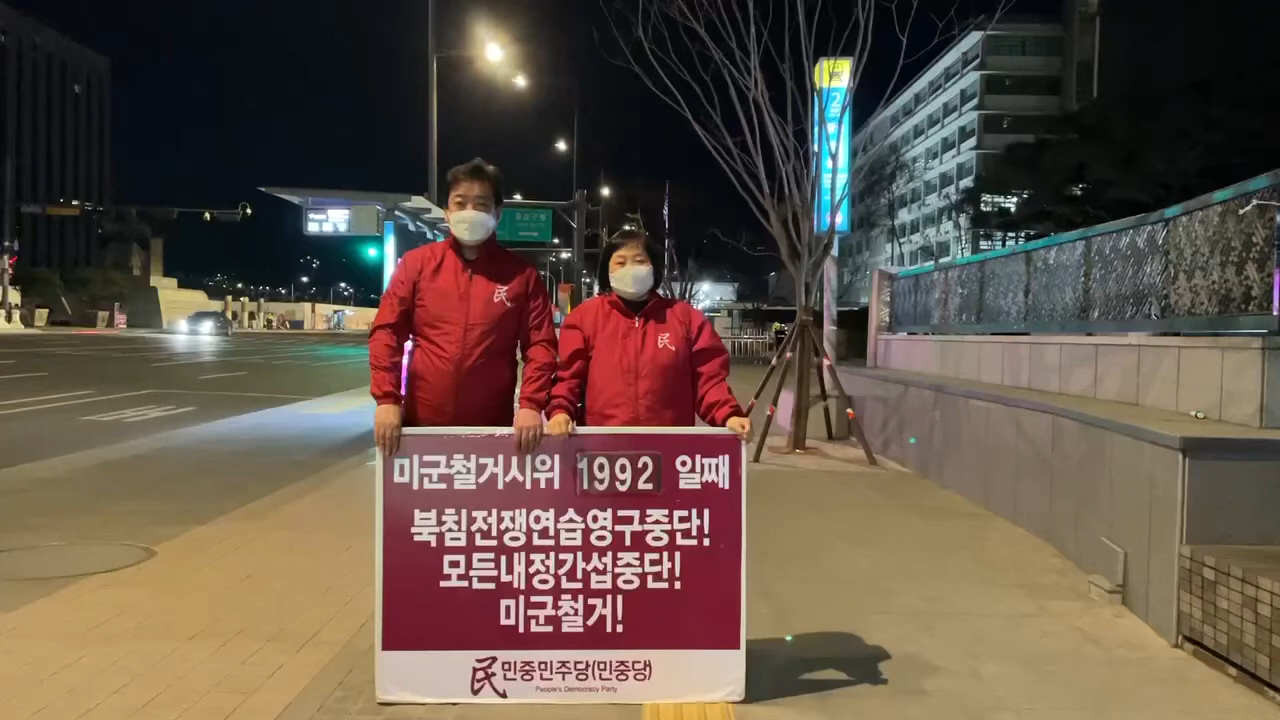 2
民
民
미군철거시위 1992 일째
북침전쟁연습영구중단!
모든내정간섭중단!
미군철거!
民 민중민주당(민중당)
People's Democracy Party